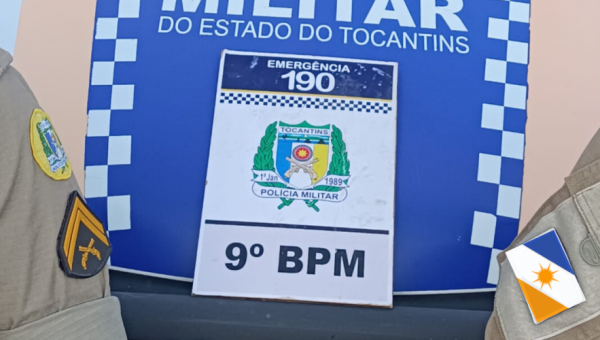 MILITAR
DO ESTADO DO TOCANTINS
EMERGÊNCIA
190
TOCANTINS
1º Jan 1989
POLÍCIA MILITAR
9º BPM